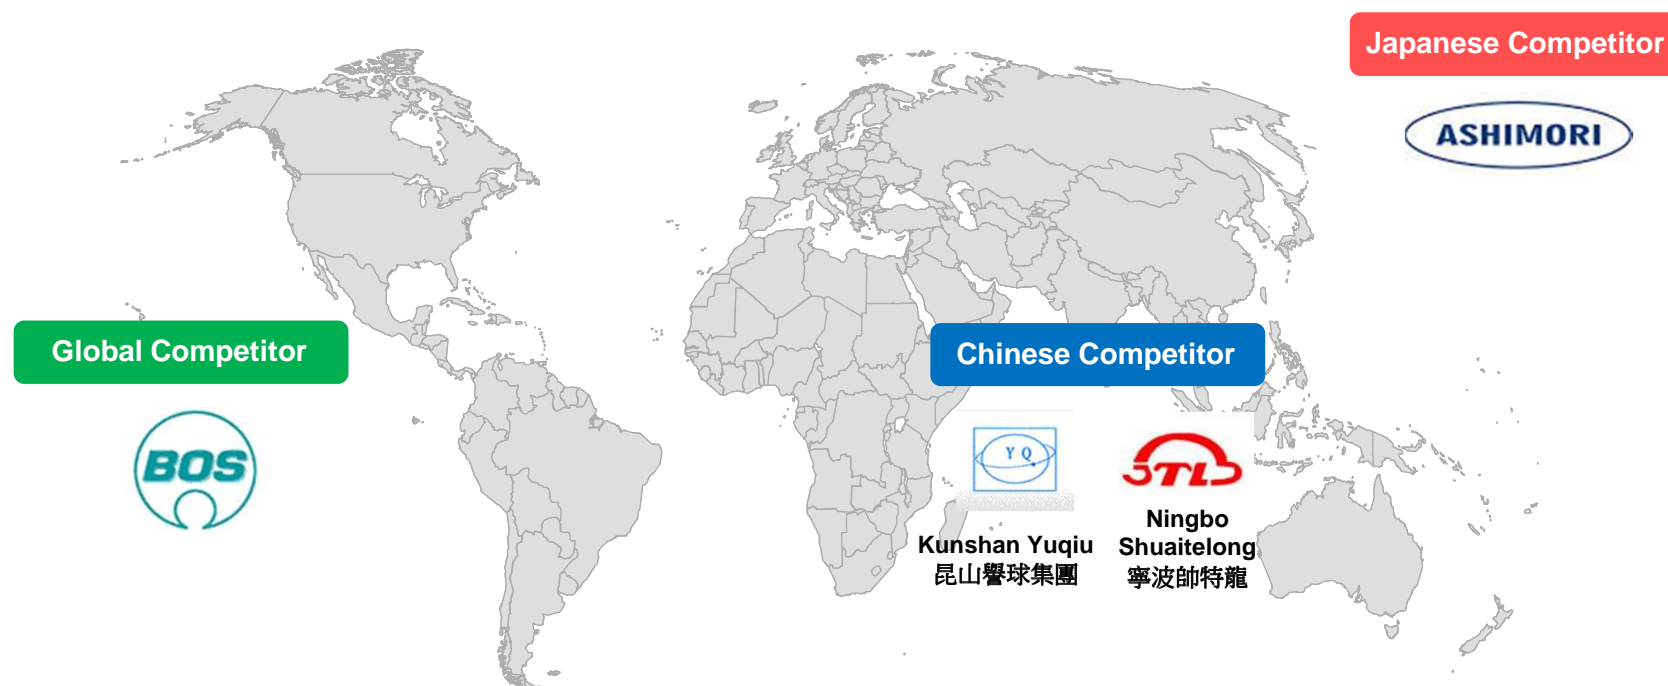 Japanese Competitor
ASHIMORI
Global Competitor
BOS
Chinese Competitor
YQ
STL
Kunshan Yuqiu
昆山譽球集團
Ningbo
Shuaitelong
寧波帥特龍